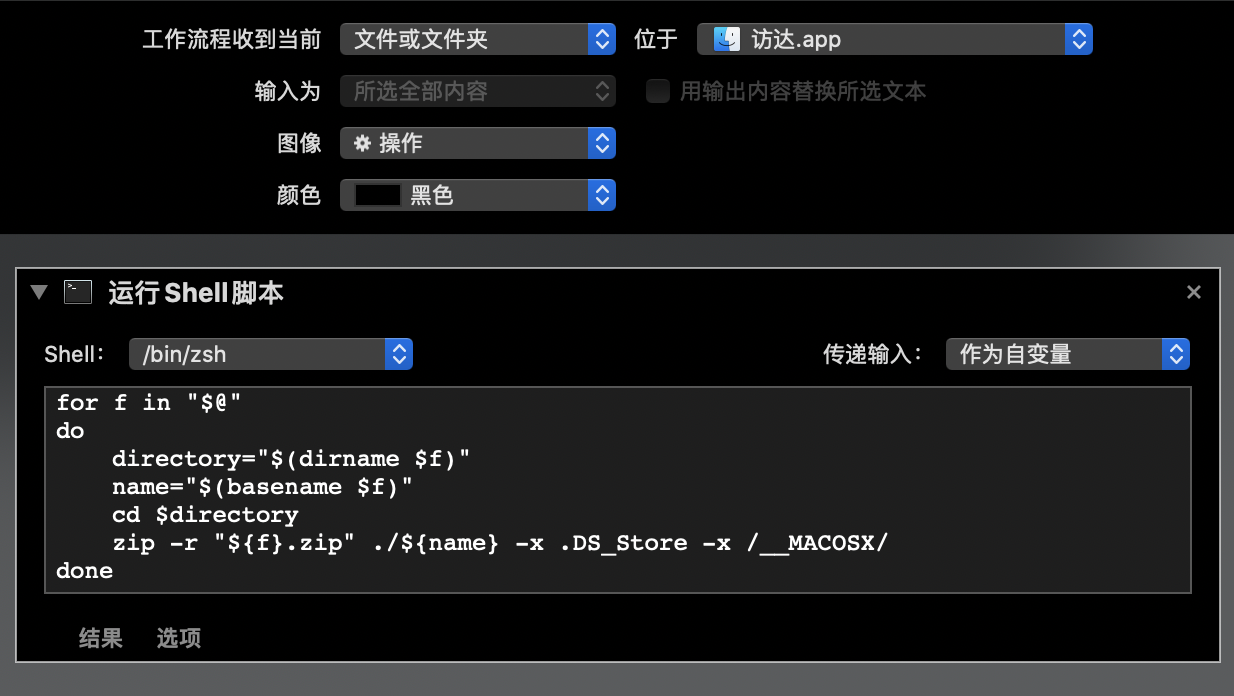 工作流程收到当前 文件或文件夹 位于 访达.app
输入为 所选全部内容 用输出内容替换所选文本
图像 操作
颜色 黑色
运行 Shell 脚本
Shell: /bin/zsh 传递输入: 作为自变量
for f in "$@"
do
    directory="$(dirname $f)"
    name="$(basename $f)"
    cd $directory
    zip -r "${f}.zip" ./${name} -x .DS_Store -x /__MACOSX/
done
结果 选项